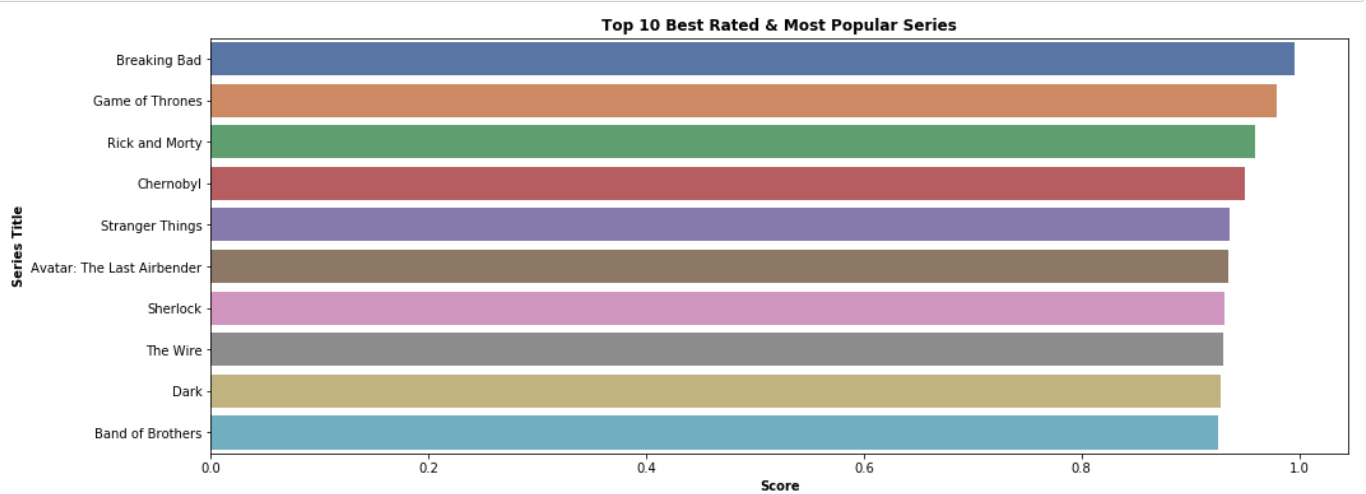 Top 10 Best Rated & Most Popular Series
Series Title
Breaking Bad
Game of Thrones
Rick and Morty
Chernobyl
Stranger Things
Avatar: The Last Airbender
Sherlock
The Wire
Dark
Band of Brothers
0.0 0.2 0.4 0.6 0.8 1.0
Score